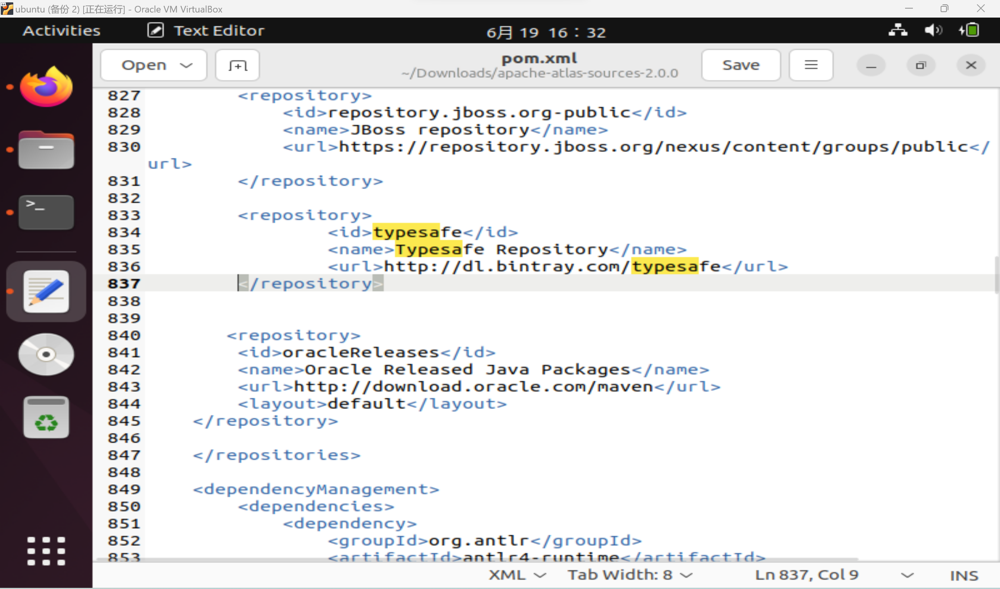 ubuntu (备份 2) [正在运行] - Oracle VM VirtualBox
Activities Text Editor 6月 19 16：32
Open pom.xml Save
~/Downloads/apache-atlas-sources-2.0.0
827 <repository>
828 <id>repository.jboss.org-public</id>
829 <name>JBoss repository</name>
830 <url>https://repository.jboss.org/nexus/content/groups/public</
url>
831 </repository>
832
833 <repository>
834 <id>typesafe</id>
835 <name>Typesafe Repository</name>
836 <url>http://dl.bintray.com/typesafe</url>
837 </repository>
838
839
840 <repository>
841 <id>oracleReleases</id>
842 <name>Oracle Released Java Packages</name>
843 <url>http://download.oracle.com/maven</url>
844 <layout>default</layout>
845 </repository>
846
847 </repositories>
848
849 <dependencyManagement>
850 <dependencies>
851 <dependency>
852 <groupId>org.antlr</groupId>
853 <artifactId>antlr4-runtime</artifactId>
XML Tab Width: 8 Ln 837, Col 9 INS